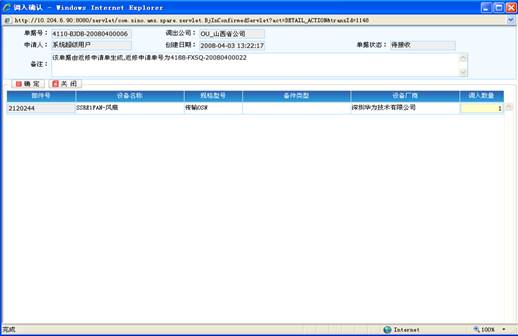 调入确认 - Windows Internet Explorer
http://10.204.6.90:8080/servlet/com.sino.ams.spare.servlet.BjInConfirmedServlet?act=DETAIL_ACTION&transId=1148
单据号： 4110-BJDB-20080400006 调出公司： OU_山西省公司
申请人： 系统超级用户 创建日期： 2008-04-03 13:22:17 单据状态： 待接收
备注： 该单据由返修申请单生成,返修申请单号为4188-FXSQ-20080400022
确 定 关 闭
部件号 设备名称 规格型号 备件类型 设备厂商 调入数量
2120244 SSRE1FAN-风扇 传输OSN 深圳华为技术有限公司 1
完成 Internet 100%